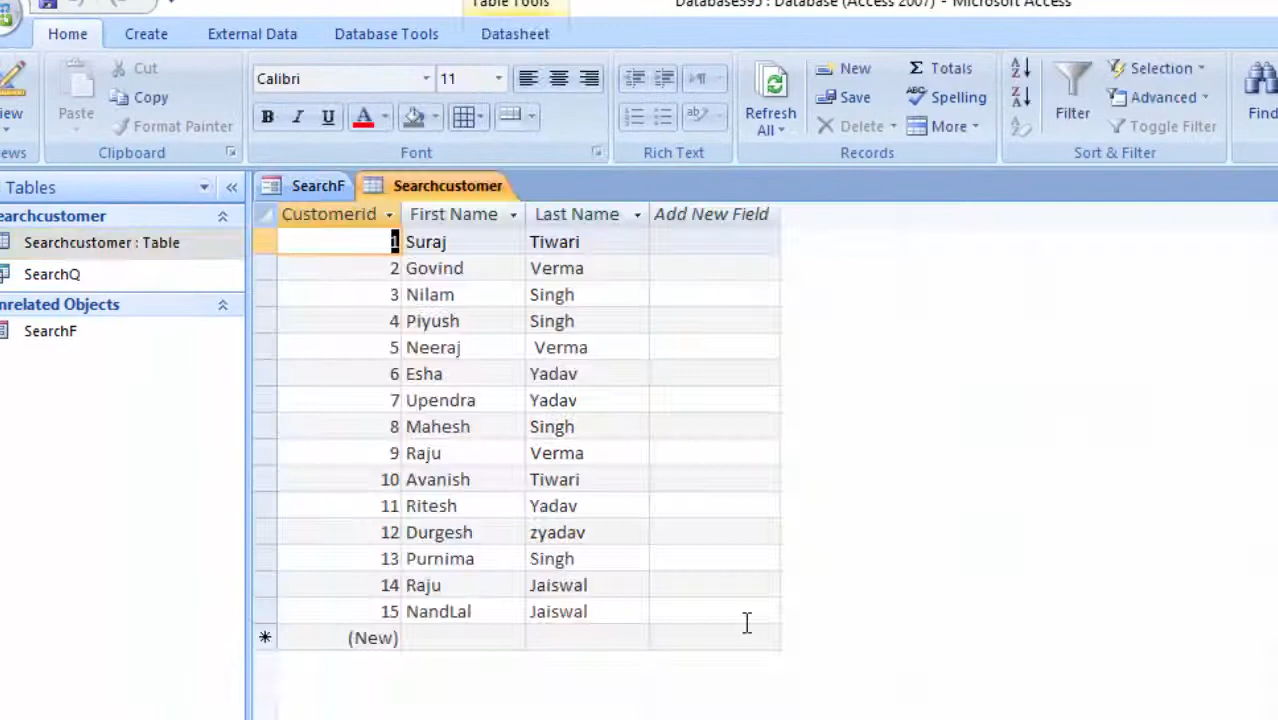 Table Tools Database595 : Database (Access 2007) - Microsoft Access
Home Create External Data Database Tools Datasheet
Cut
Copy
Format Painter
Paste
Clipboard
Calibri 11
B I U A
Font
Rich Text
Refresh
All
New
Save
Delete
Totals
Spelling
More
Records
Filter
Selection
Advanced
Toggle Filter
Sort & Filter
Find
Tables
SearchF Searchcustomer
earchcustomer
Searchcustomer : Table
SearchQ
nrelated Objects
SearchF
CustomerId First Name Last Name Add New Field
1 Suraj Tiwari
2 Govind Verma
3 Nilam Singh
4 Piyush Singh
5 Neeraj Verma
6 Esha Yadav
7 Upendra Yadav
8 Mahesh Singh
9 Raju Verma
10 Avanish Tiwari
11 Ritesh Yadav
12 Durgesh zyadav
13 Purnima Singh
14 Raju Jaiswal
15 NandLal Jaiswal
(New)